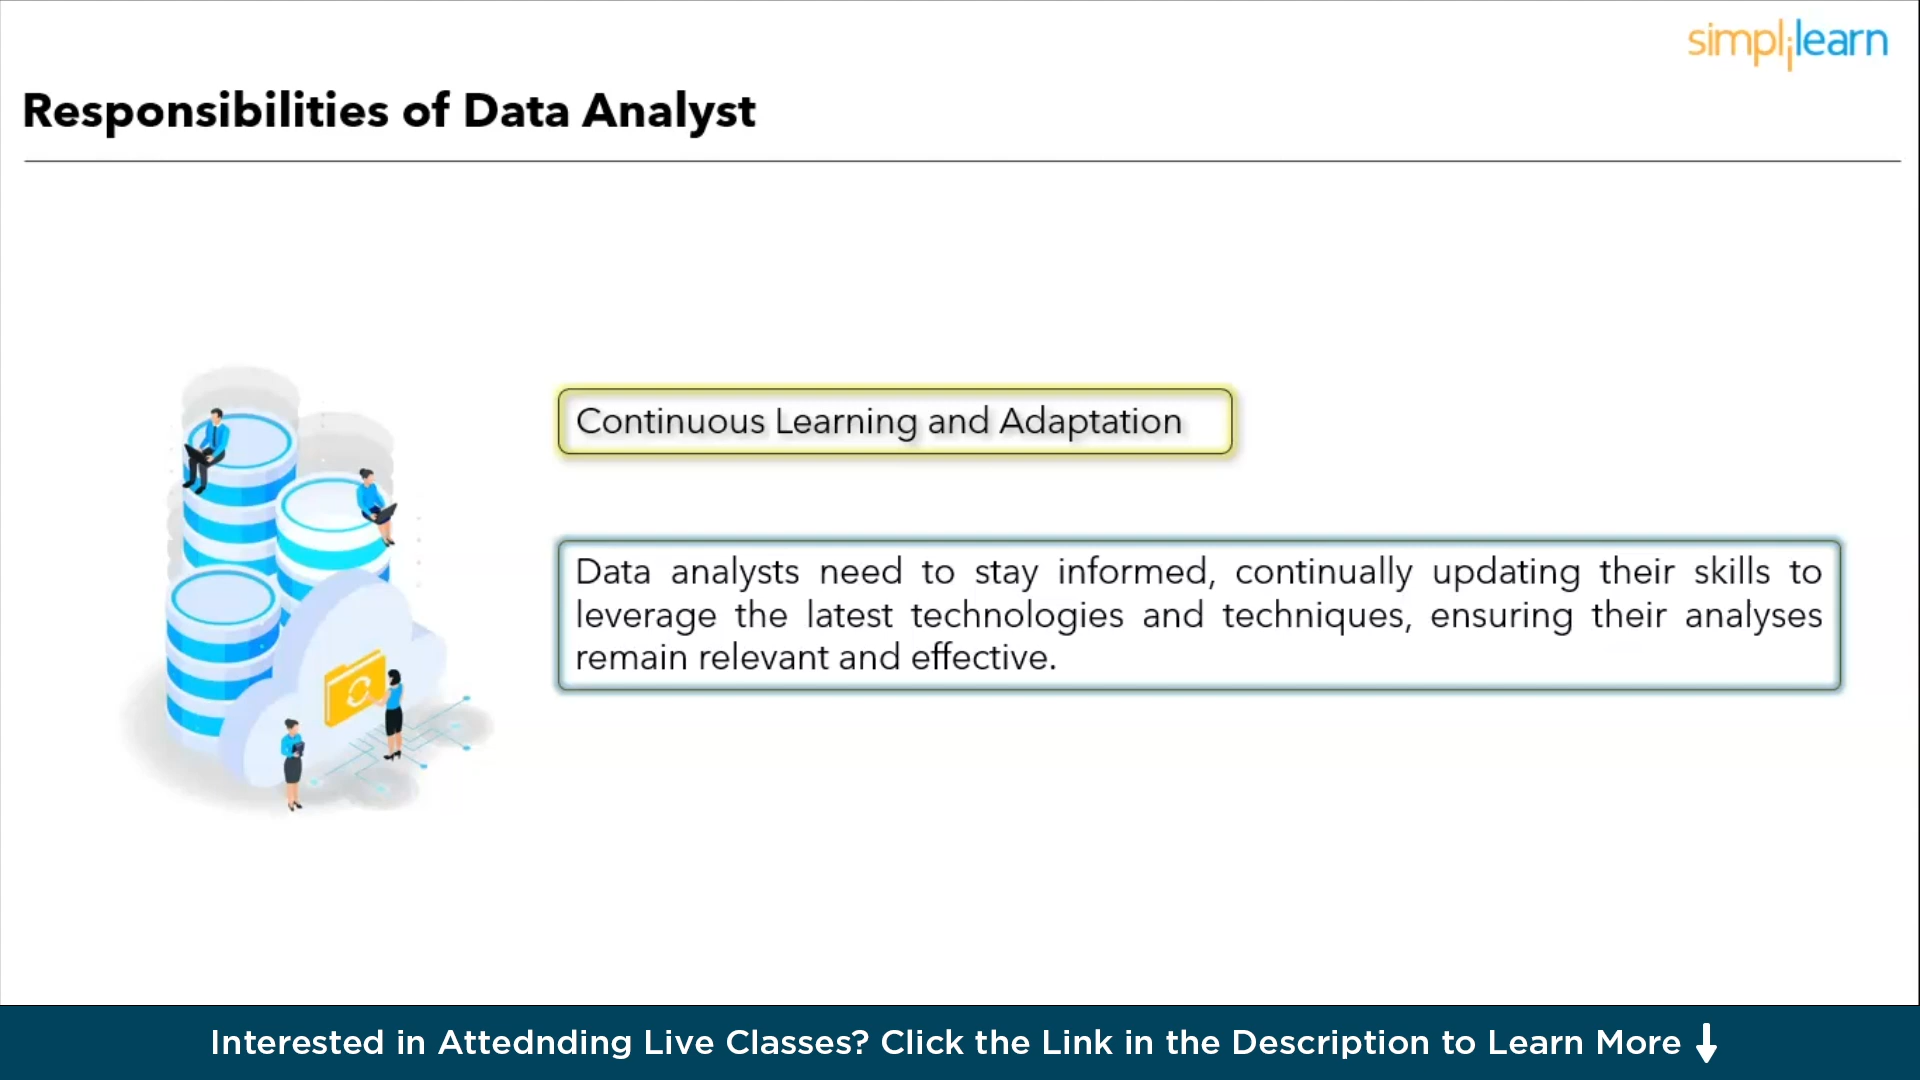 simplilearn
Responsibilities of Data Analyst
Continuous Learning and Adaptation
Data analysts need to stay informed, continually updating their skills to
leverage the latest technologies and techniques, ensuring their analyses
remain relevant and effective.
Interested in Attednding Live Classes? Click the Link in the Description to Learn More